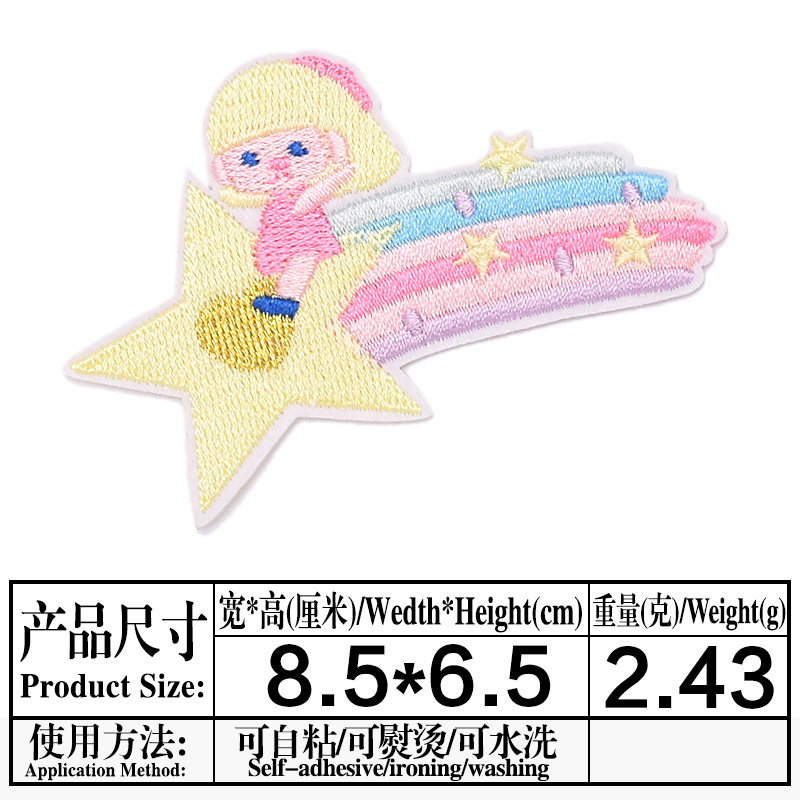 产品尺寸
Product Size:
宽*高(厘米)/Wedth*Height(cm)
8.5*6.5
重量(克)/Weight(g)
2.43
使用方法:
Application Method:
可自粘/可熨烫/可水洗
Self-adhesive/ironing/washing